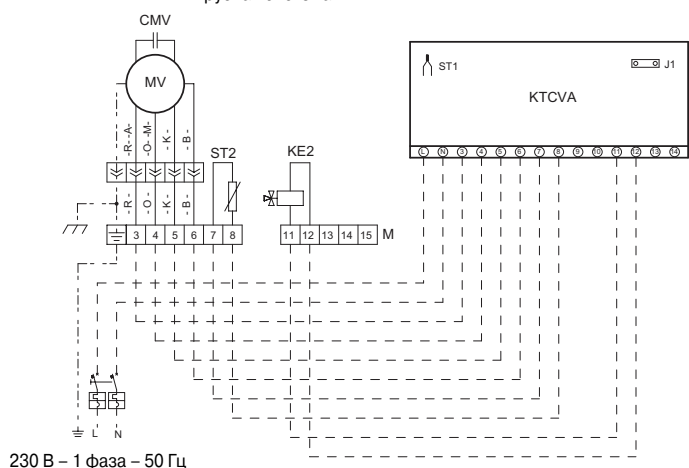 CMV
MV
ST1
J1
KTCVA
-R--A-
-O--M-
-K-
-B-
ST2
KE2
L N 3 4 5 6 7 8 9 10 11 12 13 14
-R-
-O-
-K-
-B-
3 4 5 6 7 8
11 12 13 14 15 M
L N
230 В – 1 фаза – 50 Гц